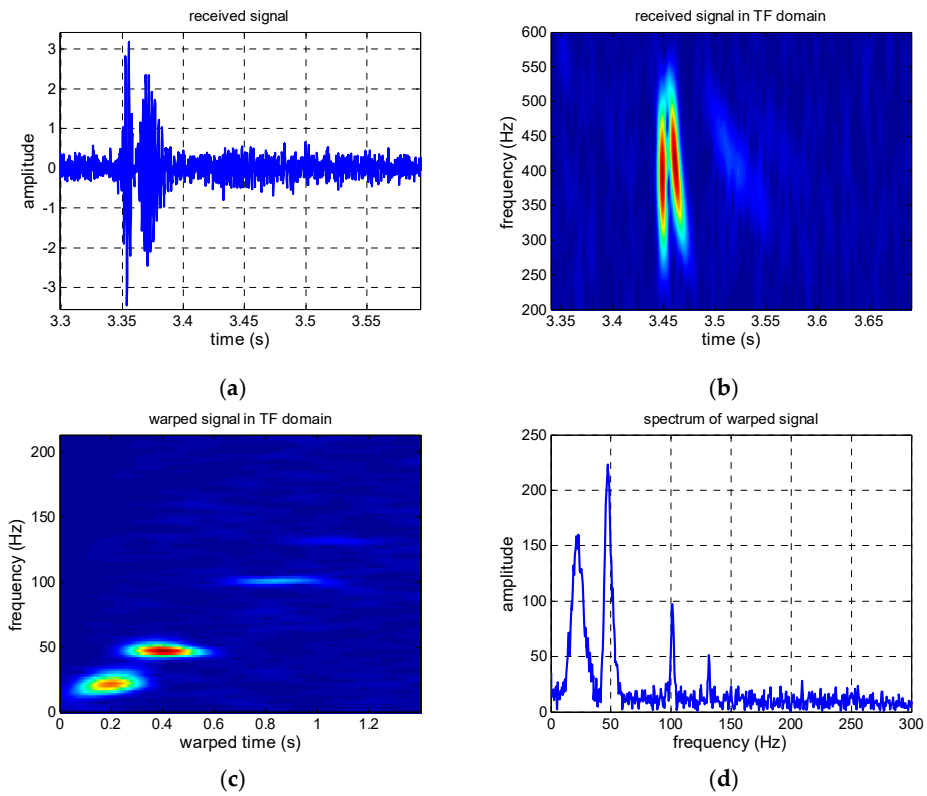 received signal
3
2
1
0
-1
-2
-3
amplitude
3.3 3.35 3.4 3.45 3.5 3.55
time (s)
(a)
received signal in TF domain
600
550
500
450
400
350
300
250
200
frequency (Hz)
3.35 3.4 3.45 3.5 3.55 3.6 3.65
time (s)
(b)
warped signal in TF domain
200
150
100
50
0
frequency (Hz)
0 0.2 0.4 0.6 0.8 1 1.2
warped time (s)
(c)
spectrum of warped signal
250
200
150
100
50
0
amplitude
0 50 100 150 200 250 300
frequency (Hz)
(d)